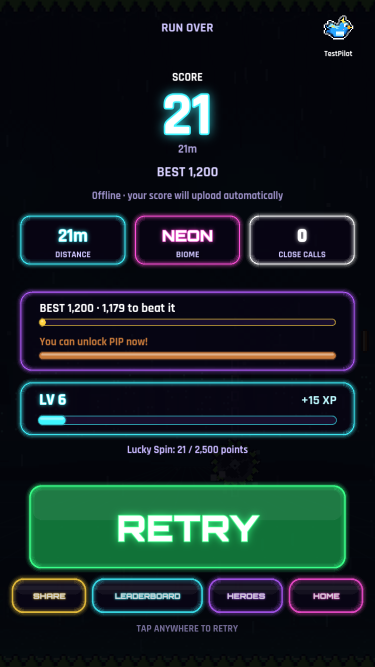 RUN OVER
TestPilot
SCORE
21
21m
BEST 1,200
Offline · your score will upload automatically
21m
DISTANCE
NEON
BIOME
0
CLOSE CALLS
BEST 1,200 · 1,179 to beat it
You can unlock PIP now!
LV 6
+15 XP
Lucky Spin: 21 / 2,500 points
RETRY
SHARE
LEADERBOARD
HEROES
HOME
TAP ANYWHERE TO RETRY